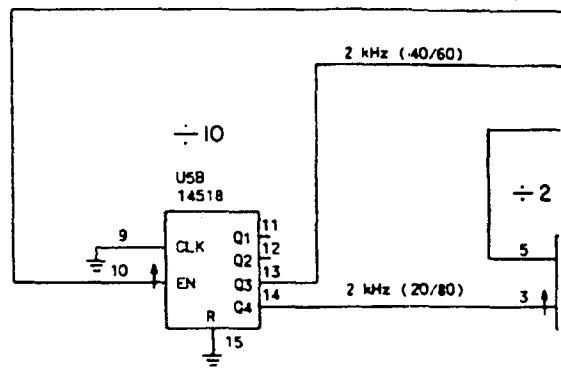 2 kHz (40/60)
÷10
÷2
U5B
14518
9
CLK
10
EN
R
15
Q1
11
Q2
12
Q3
13
Q4
14
2 kHz (20/80)
5
3